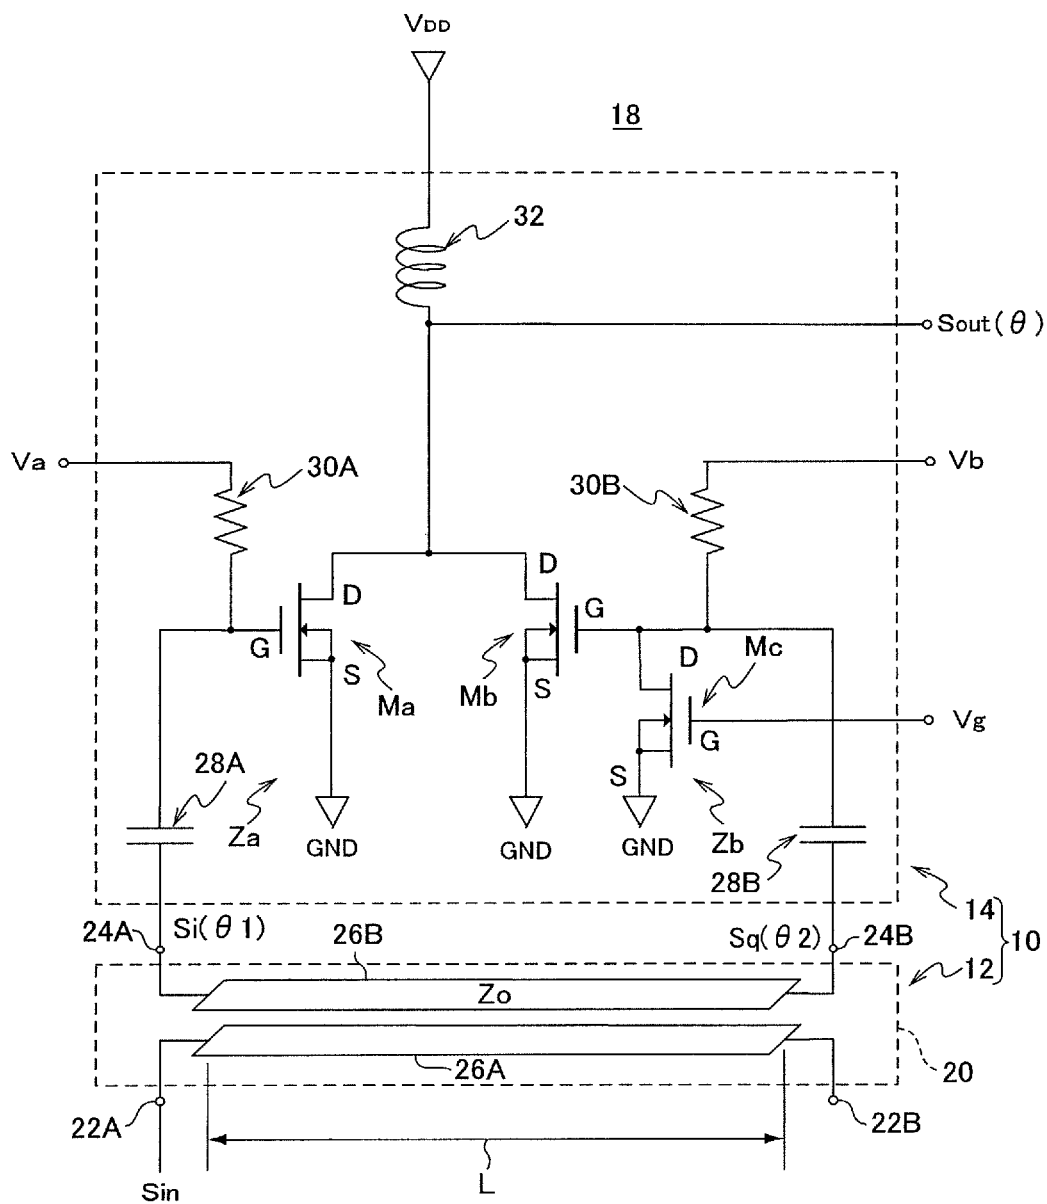 VDD
18
32
Sout(θ)
Va
30A
30B
Vb
D
D
G
G
S
Ma
Mb
S
D
Mc
G
Vg
S
28A
Za
GND
GND
GND
Zb
28B
14
10
12
24A
Si(θ1)
26B
Sq(θ2)
24B
Zo
26A
20
22A
22B
L
Sin